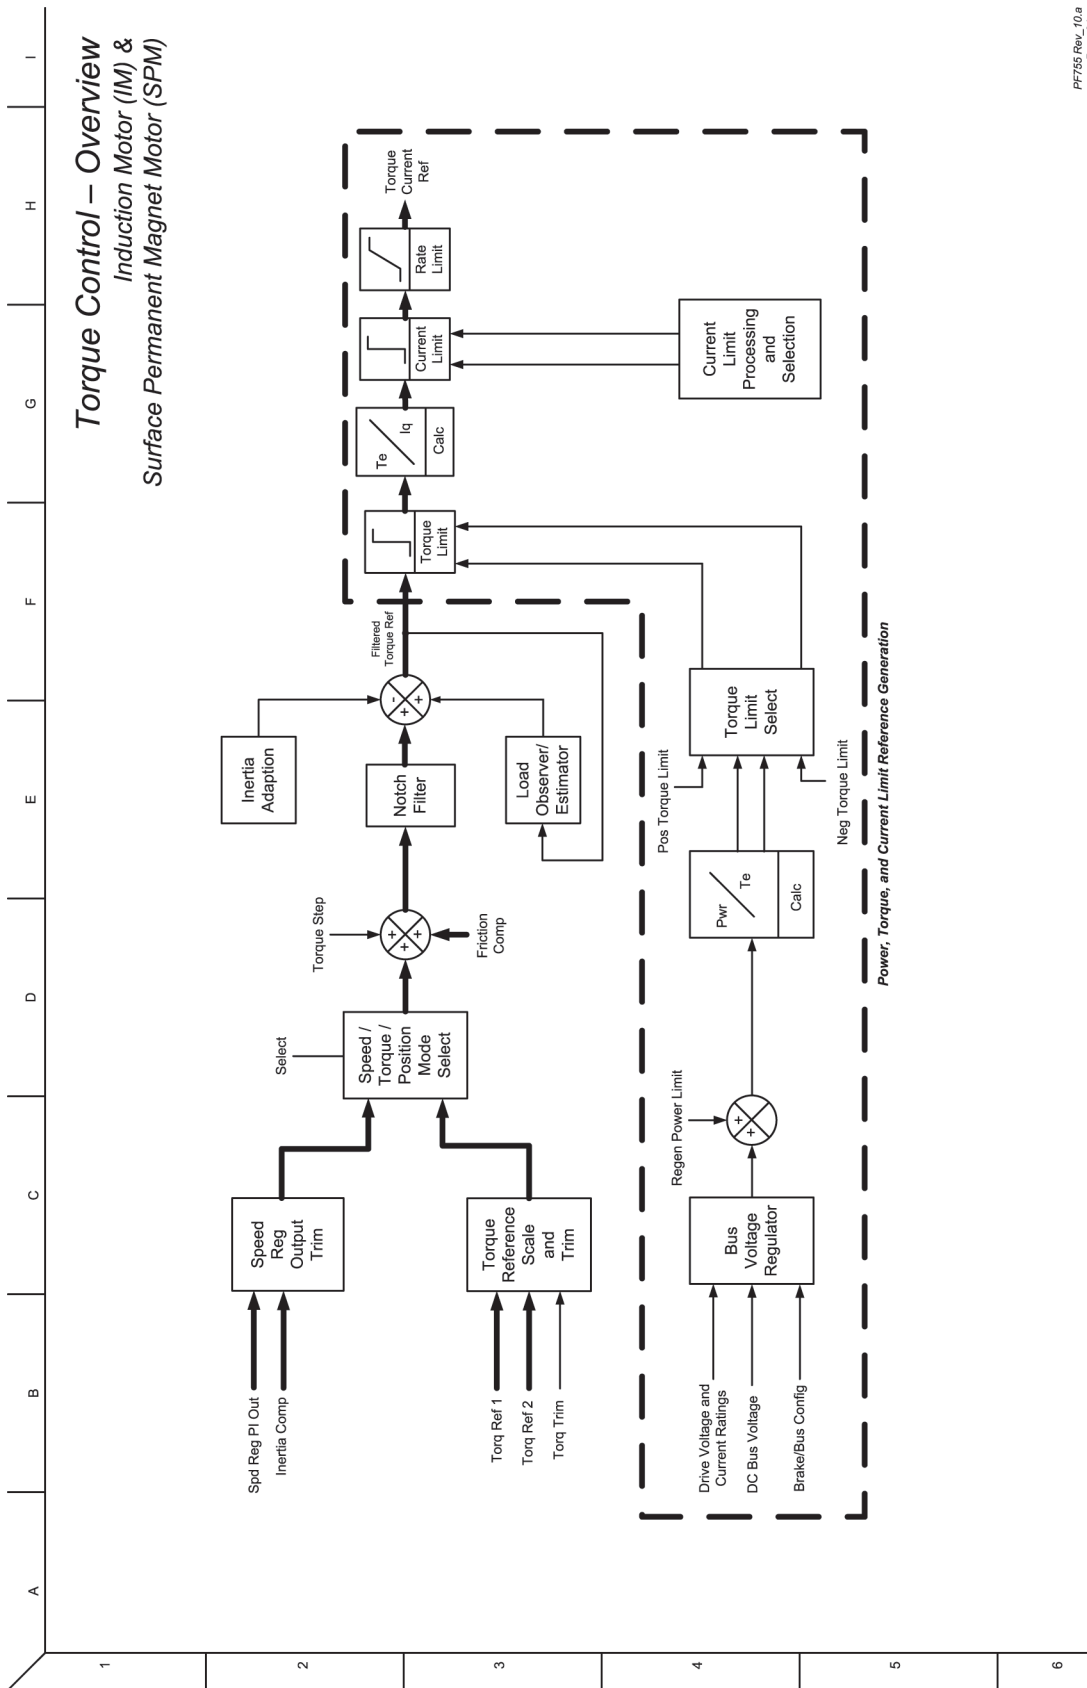 A
B
C
D
E
F
G
H
I
1
2
3
4
5
6
Torque Control – Overview
Induction Motor (IM) &
Surface Permanent Magnet Motor (SPM)
Spd Reg PI Out
Inertia Comp
Speed
Reg
Output
Trim
Torq Ref 1
Torq Ref 2
Torq Trim
Torque
Reference
Scale
and
Trim
Select
Speed /
Torque /
Position
Mode
Select
Torque Step
+
+
+
Friction
Comp
Notch
Filter
Inertia
Adaption
Load
Observer/
Estimator
-
+
+
Filtered
Torque Ref
Torque
Limit
Te
Iq
Calc
Current
Limit
Rate
Limit
Torque
Current
Ref
Drive Voltage and
Current Ratings
DC Bus Voltage
Brake/Bus Config
Bus
Voltage
Regulator
Regen Power Limit
+
+
Pwr
Te
Calc
Pos Torque Limit
Neg Torque Limit
Torque
Limit
Select
Current
Limit
Processing
and
Selection
Power, Torque, and Current Limit Reference Generation
PF755 Rev_10.a